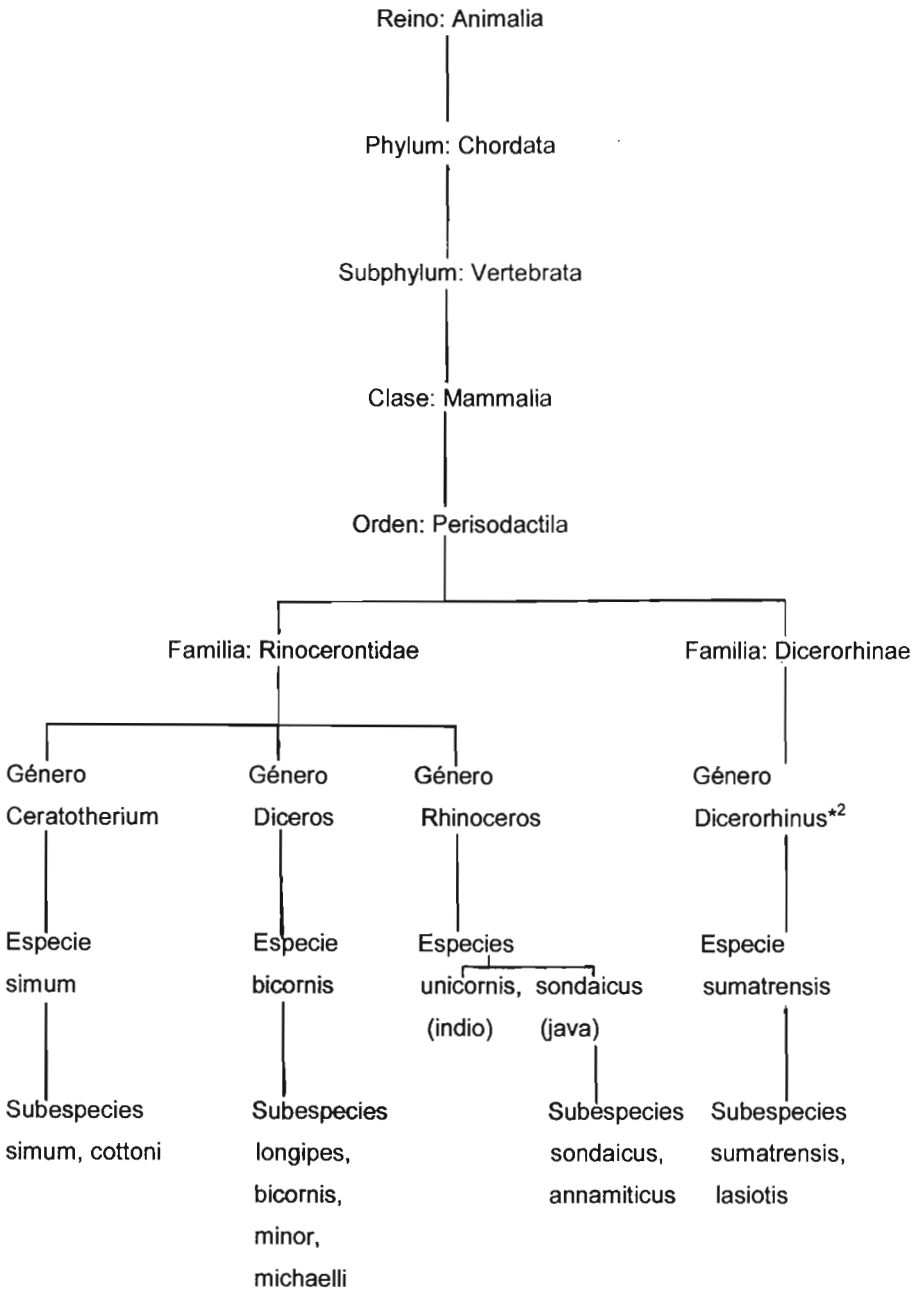 Reino: Animalia
Phylum: Chordata
Subphylum: Vertebrata
Clase: Mammalia
Orden: Perisodactila
Familia: Rinocerontidae
Familia: Dicerorhinae
Género
Ceratotherium
Género
Diceros
Género
Rhinoceros
Género
Dicerorhinus*2
Especie
simum
Especie
bicornis
Especies
unicornis, sondaicus
(indio) (java)
Especie
sumatrensis
Subespecies
simum, cottoni
Subespecies
longipes,
bicornis,
minor,
michaelli
Subespecies
sondaicus,
annamiticus
Subespecies
sumatrensis,
lasiotis